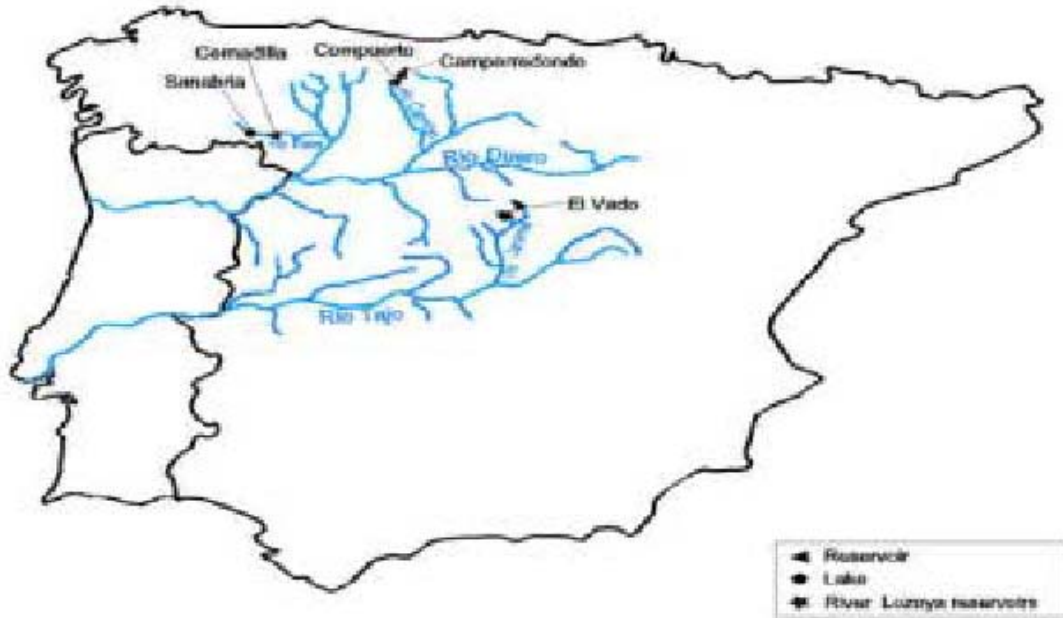 Compuerto
Cernadilla
Camporredondo
Sanabria
Río Duero
El Vado
Río Tajo
Reservoir
Lake
River Lozoya reservoirs